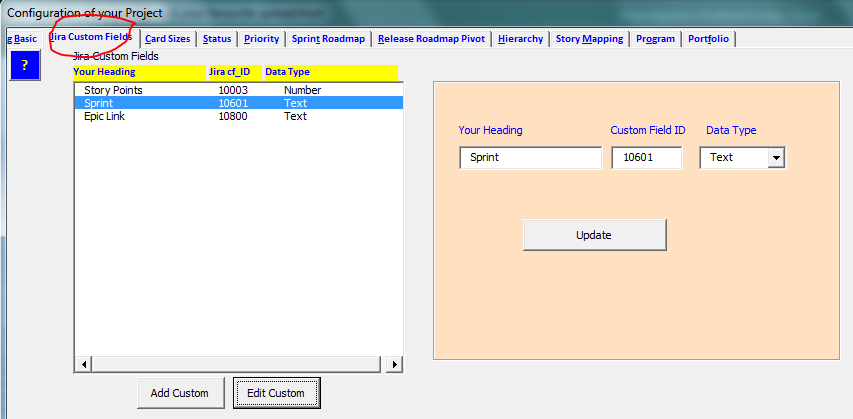 Configuration of your Project
g Basic Jira Custom Fields Card Sizes Status Priority Sprint Roadmap Release Roadmap Pivot Hierarchy Story Mapping Program Portfolio
?
Jira Custom Fields
Your Heading Jira cf_ID Data Type
Story Points 10003 Number
Sprint 10601 Text
Epic Link 10800 Text
Your Heading Custom Field ID Data Type
Sprint 10601 Text
Update
Add Custom Edit Custom